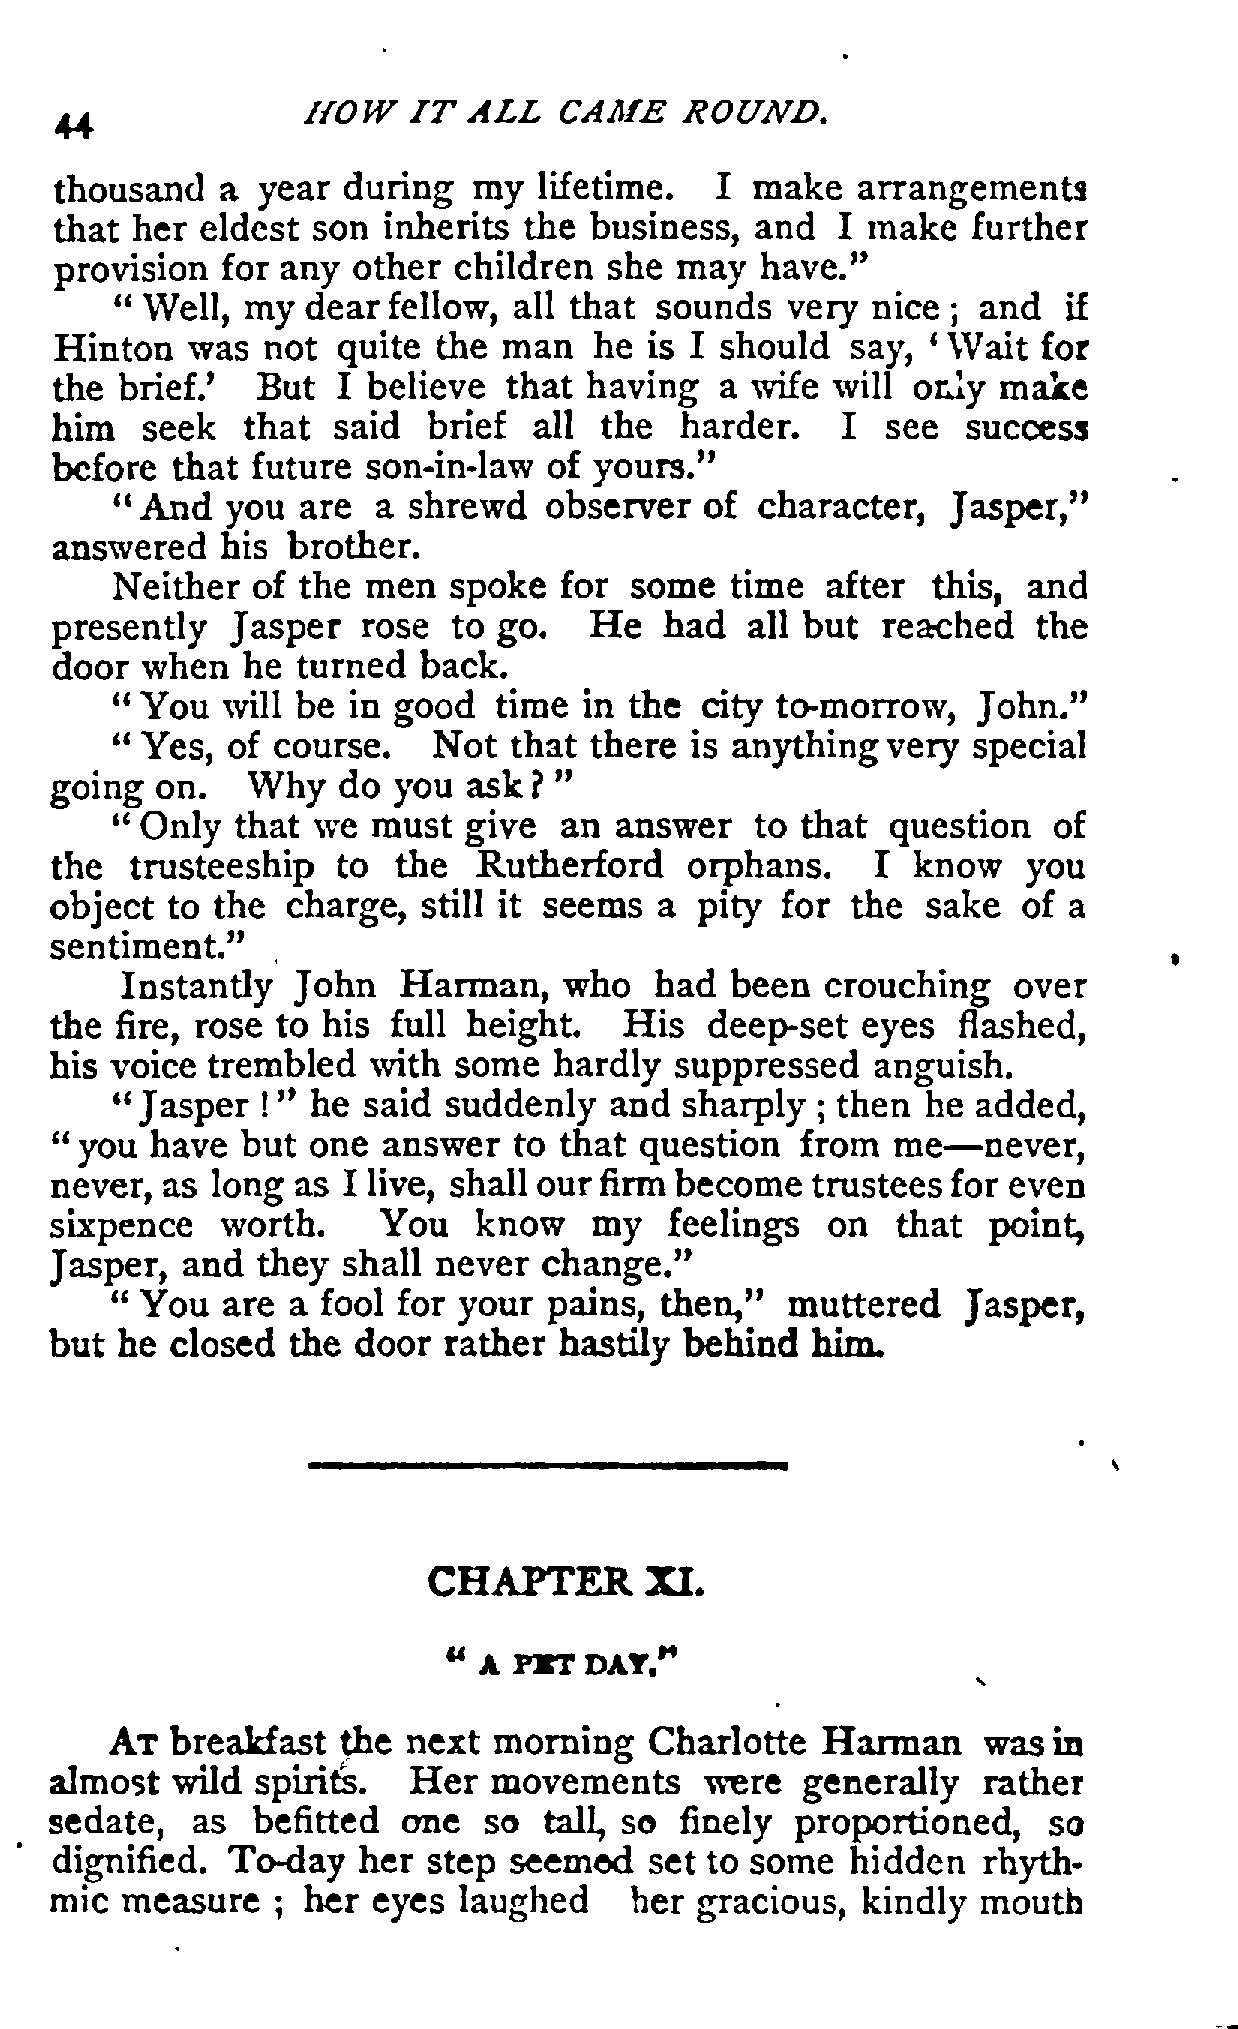 44
HOW IT ALL CAME ROUND.
thousand a year during my lifetime. I make arrangements
that her eldest son inherits the business, and I make further
provision for any other children she may have."
"Well, my dear fellow, all that sounds very nice; and if
Hinton was not quite the man he is I should say, 'Wait for
the brief.' But I believe that having a wife will only make
him seek that said brief all the harder. I see success
before that future son-in-law of yours."
"And you are a shrewd observer of character, Jasper,"
answered his brother.
Neither of the men spoke for some time after this, and
presently Jasper rose to go. He had all but reached the
door when he turned back.
"You will be in good time in the city to-morrow, John."
"Yes, of course. Not that there is anything very special
going on. Why do you ask?"
"Only that we must give an answer to that question of
the trusteeship to the Rutherford orphans. I know you
object to the charge, still it seems a pity for the sake of a
sentiment."
Instantly John Harman, who had been crouching over
the fire, rose to his full height. His deep-set eyes flashed,
his voice trembled with some hardly suppressed anguish.
"Jasper!" he said suddenly and sharply; then he added,
"you have but one answer to that question from me—never,
never, as long as I live, shall our firm become trustees for even
sixpence worth. You know my feelings on that point,
Jasper, and they shall never change."
"You are a fool for your pains, then," muttered Jasper,
but he closed the door rather hastily behind him.
CHAPTER XI.
"A PET DAY."
AT breakfast the next morning Charlotte Harman was in
almost wild spirits. Her movements were generally rather
sedate, as befitted one so tall, so finely proportioned, so
dignified. To-day her step seemed set to some hidden rhyth-
mic measure; her eyes laughed her gracious, kindly mouth